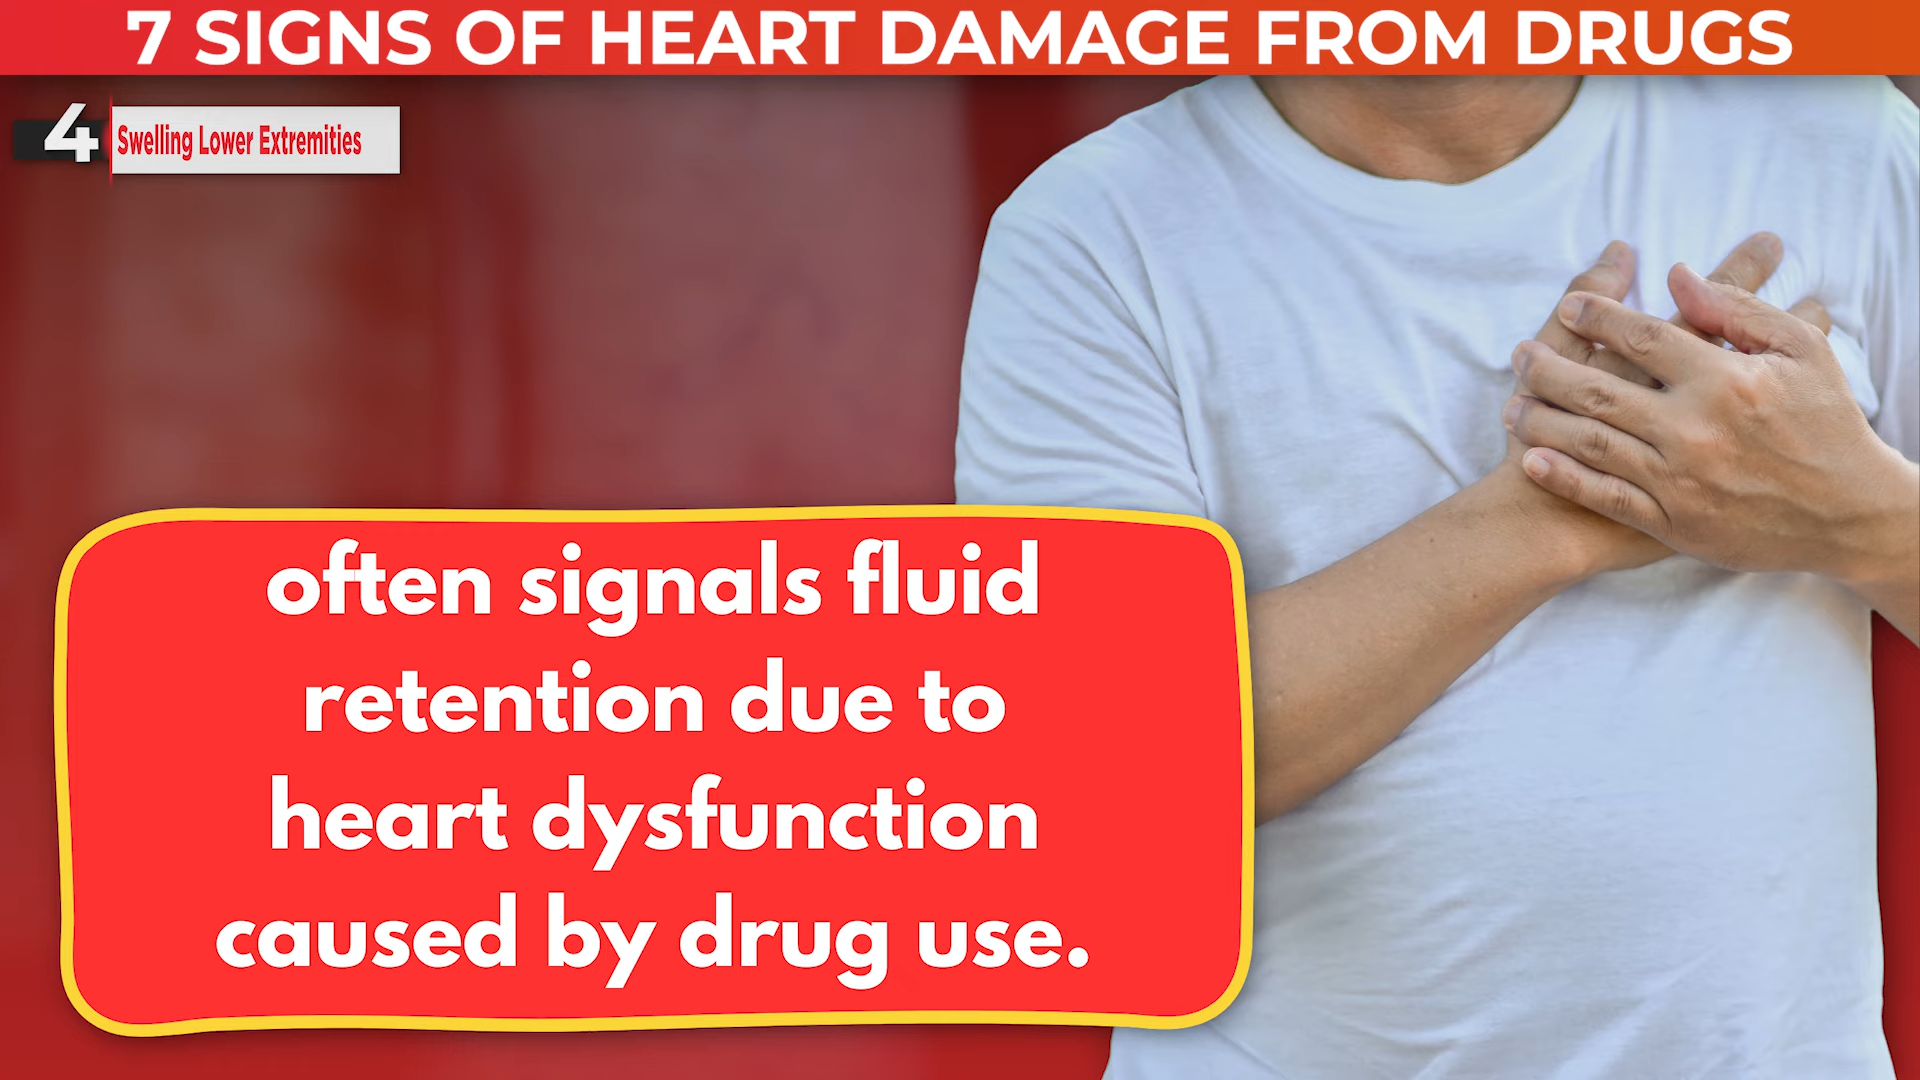 7 SIGNS OF HEART DAMAGE FROM DRUGS
4
Swelling Lower Extremities
often signals fluid
retention due to
heart dysfunction
caused by drug use.